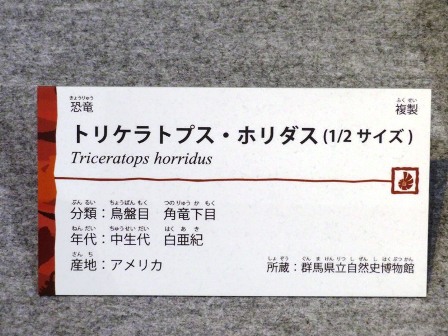 きょうりゅう ふくせい
恐竜 複製
トリケラトプス・ホリダス(1/2サイズ)
Triceratops horridus
ぶんるい ちょうばんもく つのりゅうかもく
分類：鳥盤目 角竜下目
ねんだい ちゅうせいだい はくあき
年代：中生代 白亜紀
さんち しょぞう ぐんまけんりつしぜんしはくぶつかん
産地：アメリカ 所蔵：群馬県立自然史博物館